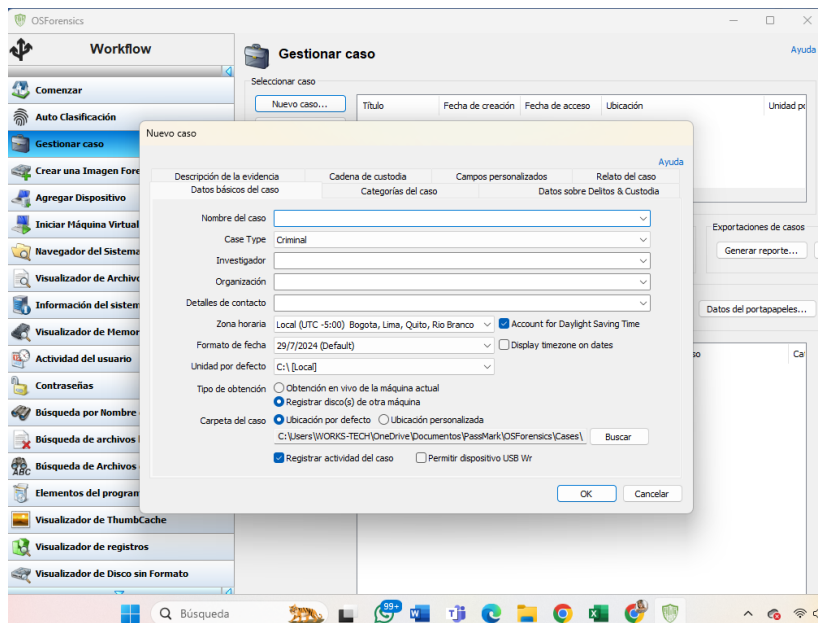 OSForensics
Workflow
Gestionar caso
Ayuda
Comenzar
Auto Clasificación
Gestionar caso
Crear una Imagen Fore
Agregar Dispositivo
Iniciar Máquina Virtual
Navegador del Sistema
Visualizador de Archivo
Información del sistem
Visualizador de Memor
Actividad del usuario
Contraseñas
Búsqueda por Nombre
Búsqueda de archivos
Búsqueda de Archivos
Elementos del program
Visualizador de ThumbCache
Visualizador de registros
Visualizador de Disco sin Formato
Seleccionar caso
Nuevo caso...
Título Fecha de creación Fecha de acceso Ubicación Unidad po
Exportaciones de casos
Generar reporte...
Datos del portapapeles...
so Cat
Nuevo caso
Ayuda
Descripción de la evidencia Cadena de custodia Campos personalizados Relato del caso
Datos básicos del caso Categorías del caso Datos sobre Delitos & Custodia
Nombre del caso
Case Type Criminal
Investigador
Organización
Detalles de contacto
Zona horaria Local (UTC -5:00) Bogota, Lima, Quito, Rio Branco Account for Daylight Saving Time
Formato de fecha 29/7/2024 (Default) Display timezone on dates
Unidad por defecto C:\ [Local]
Tipo de obtención Obtención en vivo de la máquina actual
Registrar disco(s) de otra máquina
Carpeta del caso Ubicación por defecto Ubicación personalizada
C:\Users\WORKS-TECH\OneDrive\Documentos\PassMark\OSForensics\Cases\ Buscar
Registrar actividad del caso Permitir dispositivo USB Wr
OK Cancelar
Búsqueda
99+